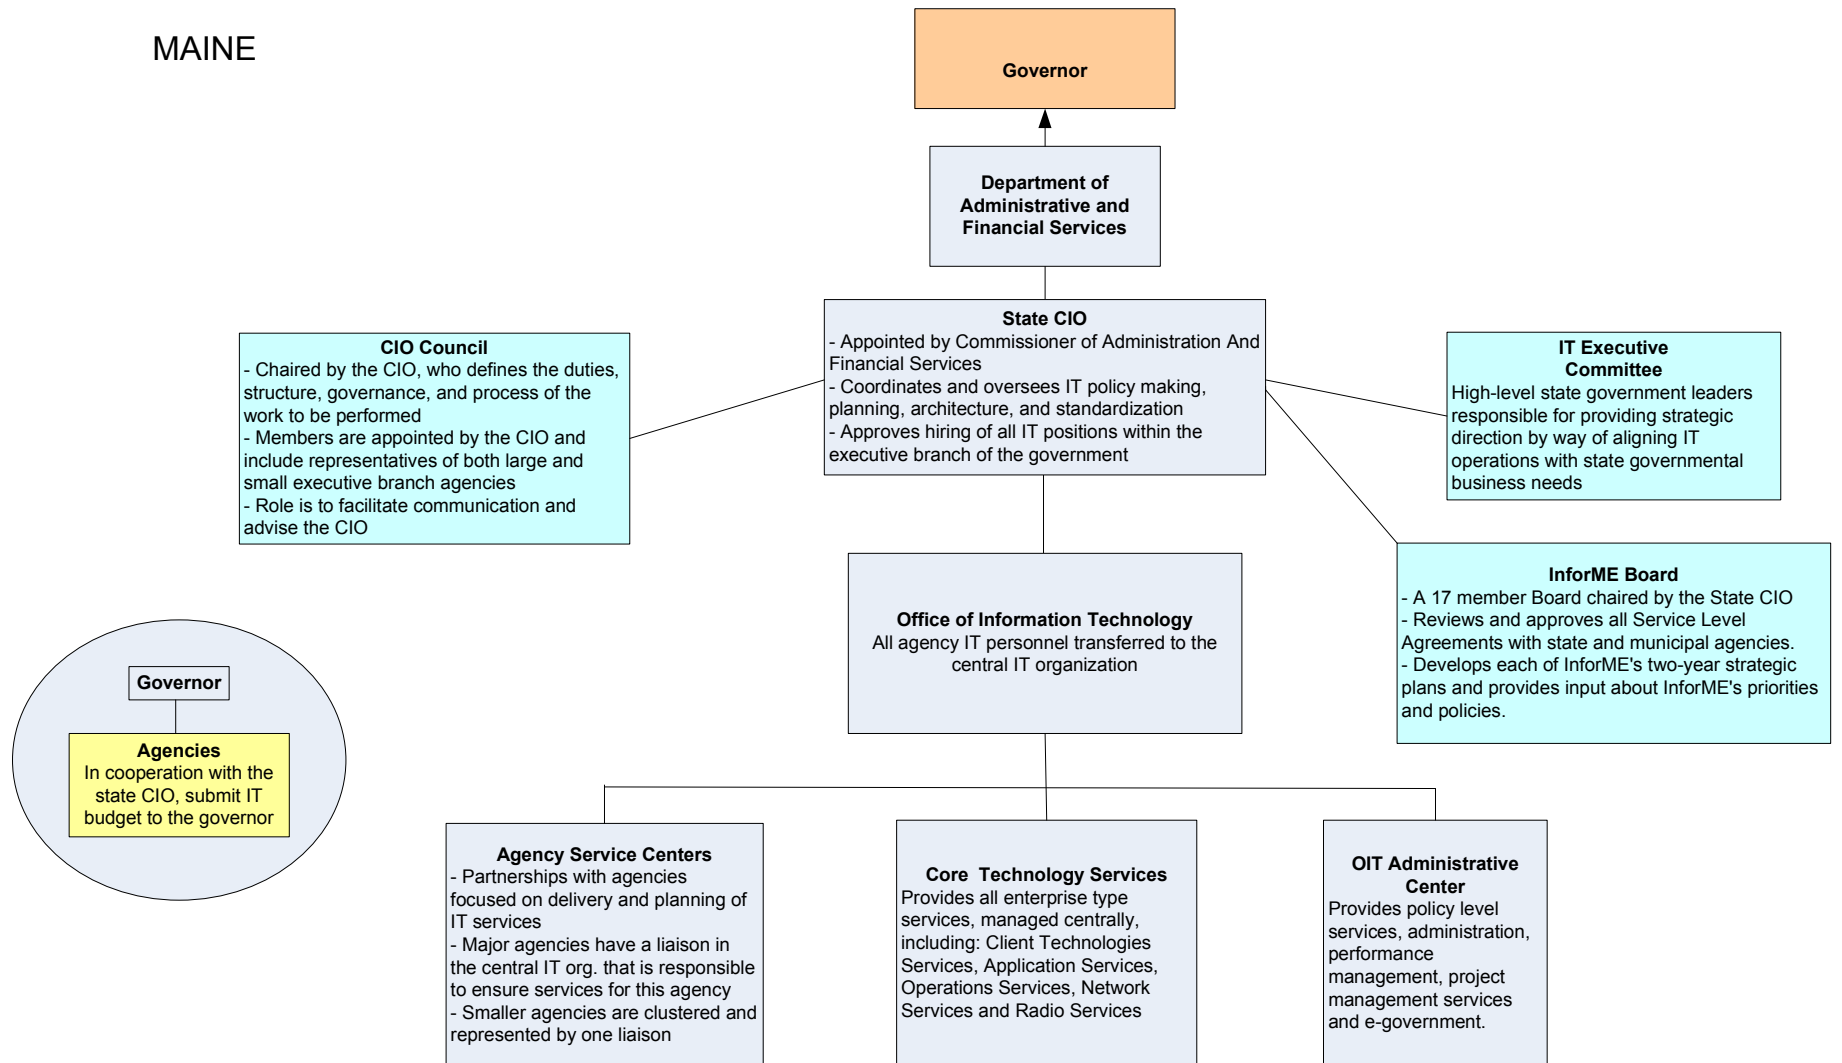 MAINE
Governor
Department of
Administrative and
Financial Services
State CIO
- Appointed by Commissioner of Administration And
Financial Services
- Coordinates and oversees IT policy making,
planning, architecture, and standardization
- Approves hiring of all IT positions within the
executive branch of the government
CIO Council
- Chaired by the CIO, who defines the duties,
structure, governance, and process of the
work to be performed
- Members are appointed by the CIO and
include representatives of both large and
small executive branch agencies
- Role is to facilitate communication and
advise the CIO
IT Executive
Committee
High-level state government leaders
responsible for providing strategic
direction by way of aligning IT
operations with state governmental
business needs
InforME Board
- A 17 member Board chaired by the State CIO
- Reviews and approves all Service Level
Agreements with state and municipal agencies.
- Develops each of InforME's two-year strategic
plans and provides input about InforME's priorities
and policies.
Office of Information Technology
All agency IT personnel transferred to the
central IT organization
Governor
Agencies
In cooperation with the
state CIO, submit IT
budget to the governor
Agency Service Centers
- Partnerships with agencies
focused on delivery and planning of
IT services
- Major agencies have a liaison in
the central IT org. that is responsible
to ensure services for this agency
- Smaller agencies are clustered and
represented by one liaison
Core  Technology Services
Provides all enterprise type
services, managed centrally,
including: Client Technologies
Services, Application Services,
Operations Services, Network
Services and Radio Services
OIT Administrative
Center
Provides policy level
services, administration,
performance
management, project
management services
and e-government.